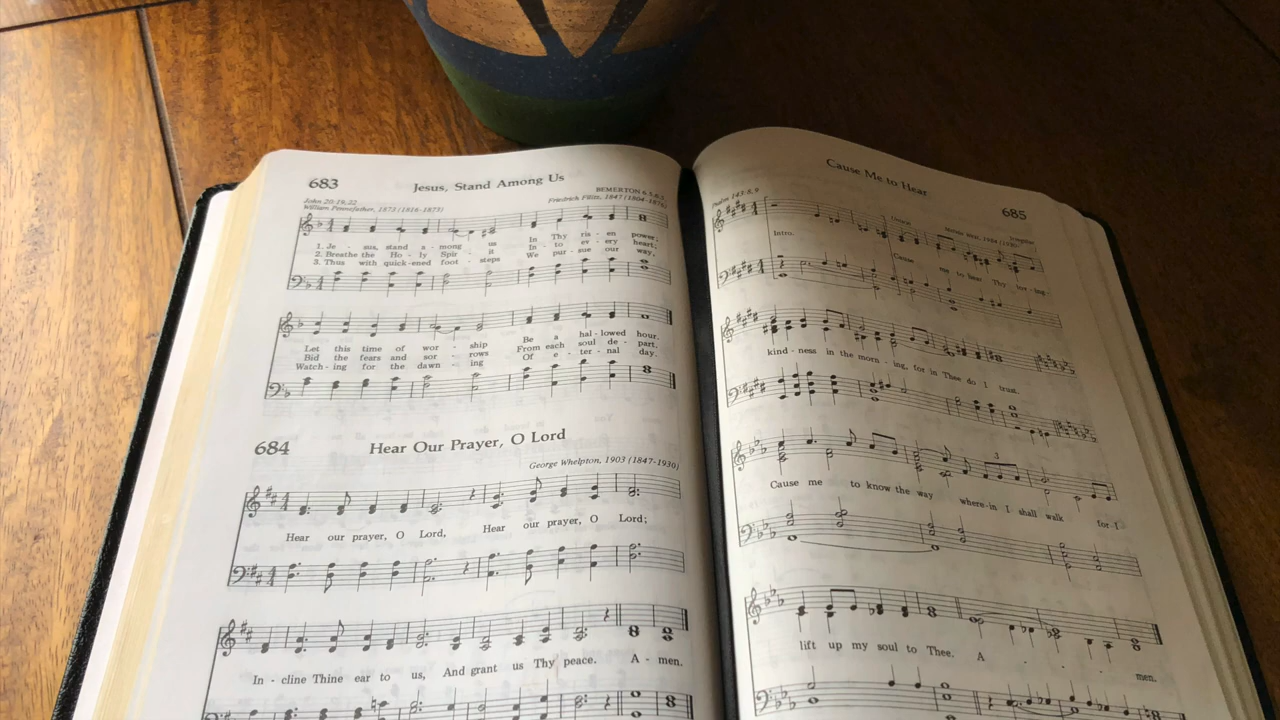 683
Jesus, Stand Among Us
John 20:19-22
BEMERTON 6.5.6.5.
William Pennefather, 1873 (1816-1873)
Friedrich Filitz, 1847 (1804-1876)
1. Je - sus, stand a - mong us In Thy ris - en power;
2. Breathe the Ho - ly Spir - it In - to ev - ery heart;
3. Thus with quick-ened foot - steps We pur - sue our way,
Let this time of wor - ship Be a hal - lowed hour.
Bid the fears and sor - rows From each soul de - part.
Watch - ing for the dawn - ing Of e - ter - nal day.
684
Hear Our Prayer, O Lord
George Whelpton, 1903 (1847-1930)
Hear our prayer, O Lord, Hear our prayer, O Lord;
In - cline Thine ear to us, And grant us Thy peace. A - men.
Cause Me to Hear
685
Psalm 143:8,9
Intro.
Unison
Cause me to hear Thy lov - ing-
kind - ness in the morn - ing, for in Thee do I trust.
3
Cause me to know the way where-in I shall walk for I
lift up my soul to Thee. A men.